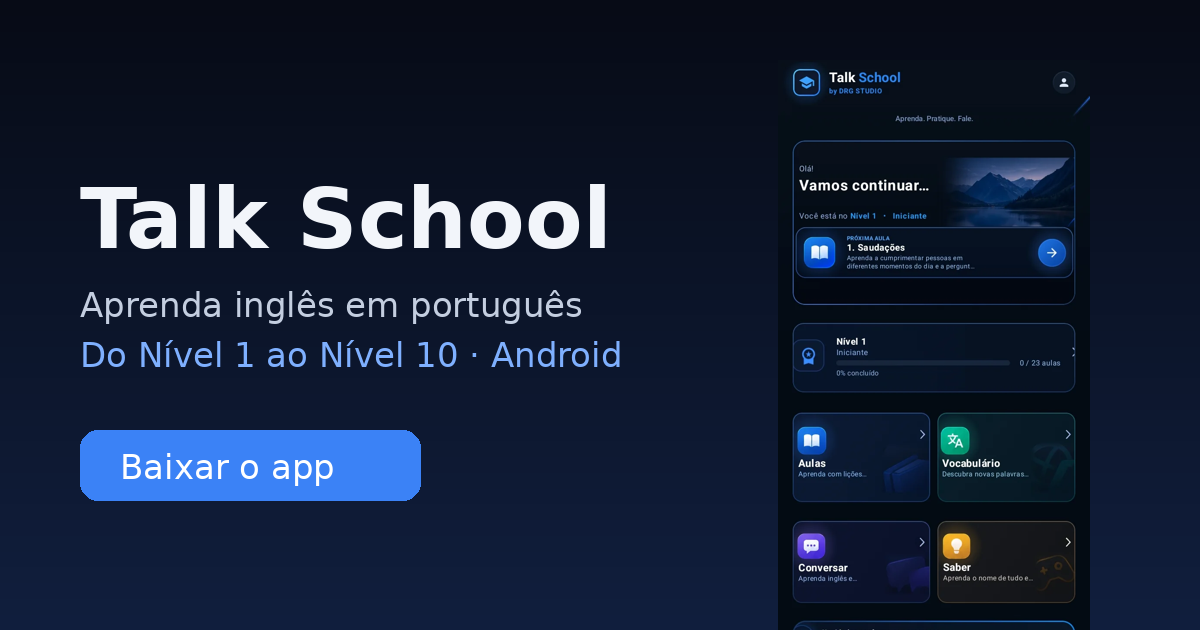 Talk School
Aprenda inglês em português
Do Nível 1 ao Nível 10 · Android
Baixar o app
Talk School
by DRG STUDIO
Aprenda. Pratique. Fale.
Olá!
Vamos continuar...
Você está no Nível 1 · Iniciante
PRÓXIMA AULA
1. Saudações
Aprenda a cumprimentar pessoas em
diferentes momentos do dia e a pergunt...
Nível 1
Iniciante
0 / 23 aulas
0% concluído
Aulas
Aprenda com lições...
Vocabulário
Descubra novas palavras...
Conversar
Aprenda inglês e...
Saber
Aprenda o nome de tudo e...